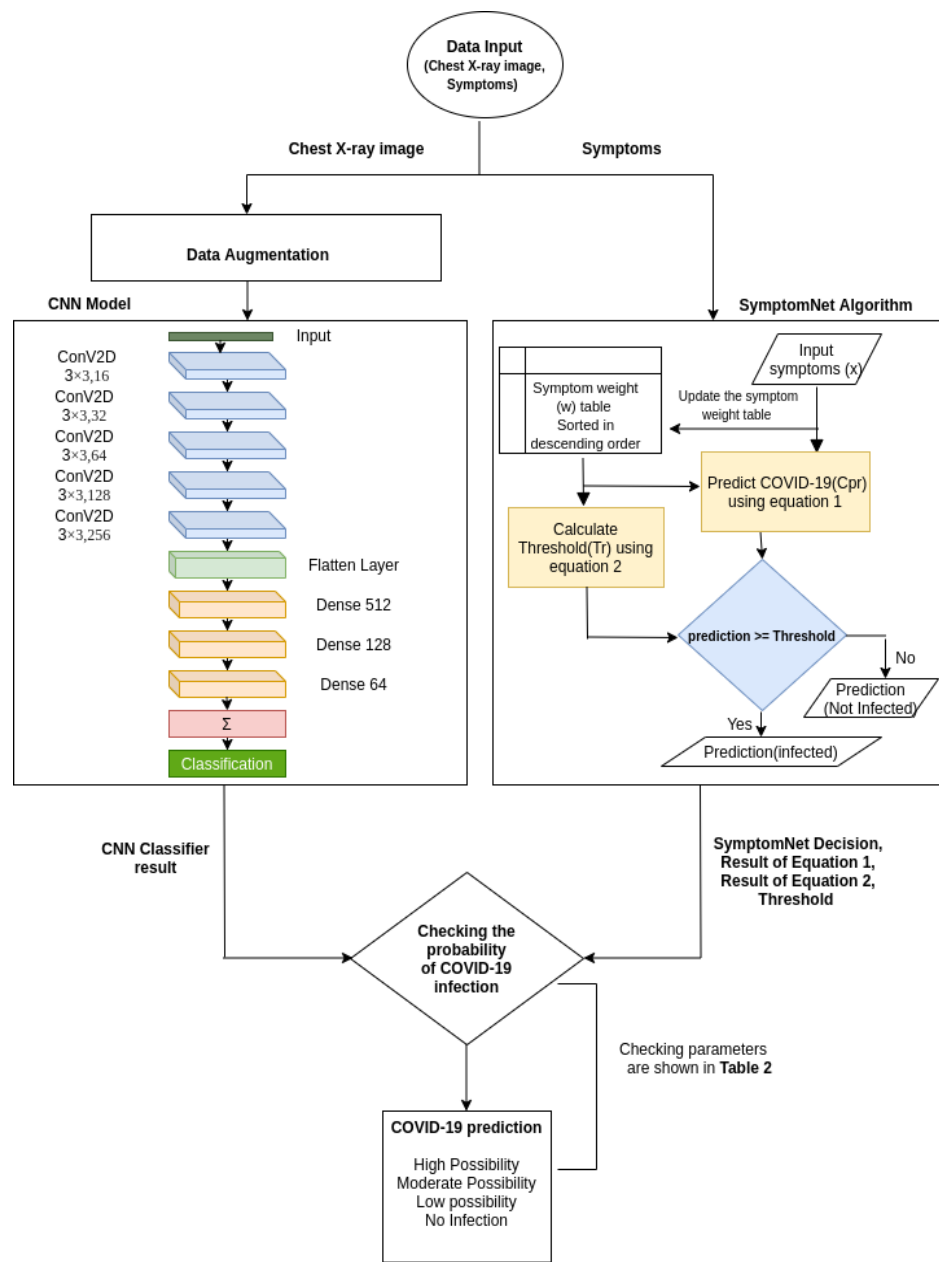 Data Input
(Chest X-ray image,
Symptoms)
Chest X-ray image
Symptoms
Data Augmentation
CNN Model
Input
ConV2D
3×3,16
ConV2D
3×3,32
ConV2D
3×3,64
ConV2D
3×3,128
ConV2D
3×3,256
Flatten Layer
Dense 512
Dense 128
Dense 64
Σ
Classification
SymptomNet Algorithm
Input
symptoms (x)
Symptom weight
(w) table
Sorted in
descending order
Update the symptom
weight table
Predict COVID-19(Cpr)
using equation 1
Calculate
Threshold(Tr) using
equation 2
prediction >= Threshold
No
Prediction
(Not Infected)
Yes
Prediction(infected)
CNN Classifier
result
SymptomNet Decision,
Result of Equation 1,
Result of Equation 2,
Threshold
Checking the
probability
of COVID-19
infection
Checking parameters
are shown in Table 2
COVID-19 prediction
High Possibility
Moderate Possibility
Low possibility
No Infection